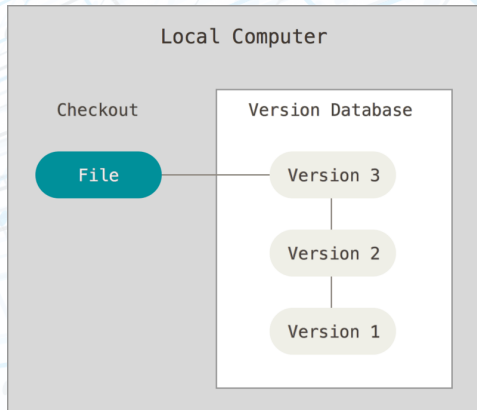 Local Computer
Checkout
Version Database
File
Version 3
Version 2
Version 1